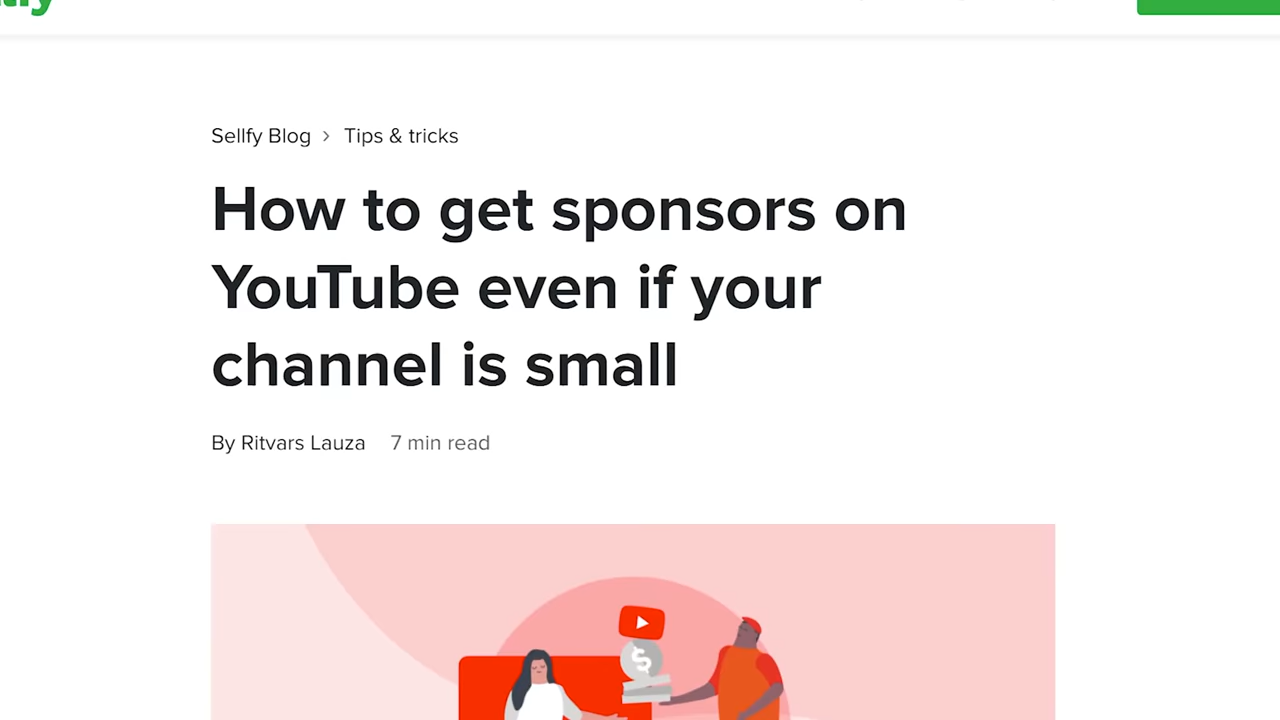 Sellfy Blog > Tips & tricks
How to get sponsors on
YouTube even if your
channel is small
By Ritvars Lauza 7 min read
$